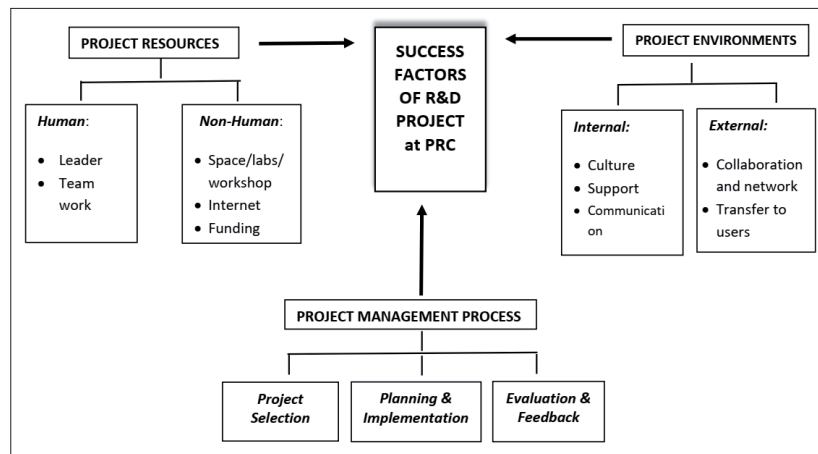 PROJECT RESOURCES
Human:
• Leader
• Team
work
Non-Human:
• Space/labs/
workshop
• Internet
• Funding
SUCCESS
FACTORS
OF R&D
PROJECT
at PRC
PROJECT ENVIRONMENTS
Internal:
• Culture
• Support
• Communicati
on
External:
• Collaboration
and network
• Transfer to
users
PROJECT MANAGEMENT PROCESS
Project
Selection
Planning &
Implementation
Evaluation &
Feedback